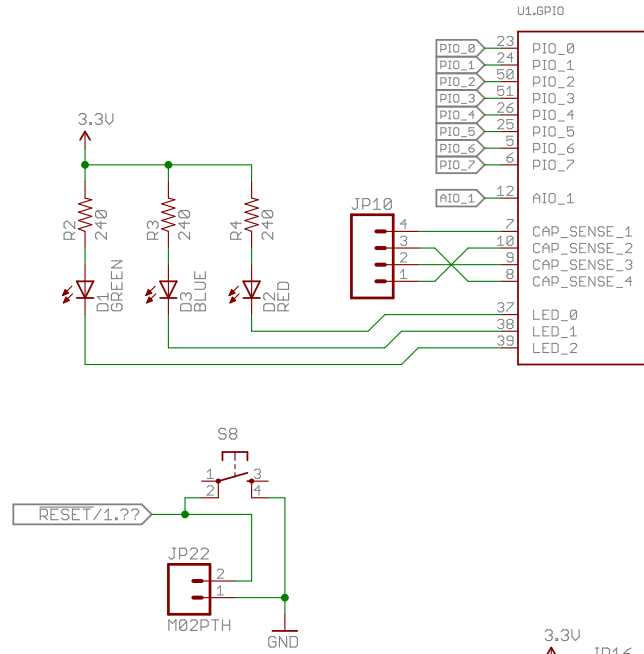 U1.GPIO
PIO_0 23 PIO_0
PIO_1 24 PIO_1
PIO_2 50 PIO_2
PIO_3 51 PIO_3
PIO_4 26 PIO_4
PIO_5 25 PIO_5
PIO_6 5 PIO_6
PIO_7 6 PIO_7
AIO_1 12 AIO_1
3.3V
R2 240
R3 240
R4 240
D1 GREEN
D3 BLUE
D2 RED
JP10
4 7 CAP_SENSE_1
3 10 CAP_SENSE_2
2 9 CAP_SENSE_3
1 8 CAP_SENSE_4
37 LED_0
38 LED_1
39 LED_2
S8
1 3
2 4
RESET/1.??
JP22
2
1
M02PTH
GND
3.3V
JP16